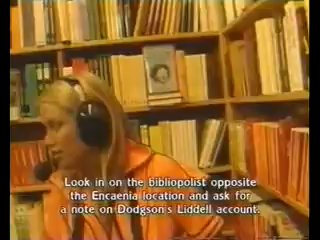 Look in on the bibliopolist opposite
the Encaenia location and ask for
a note on Dodgson's Liddell account.